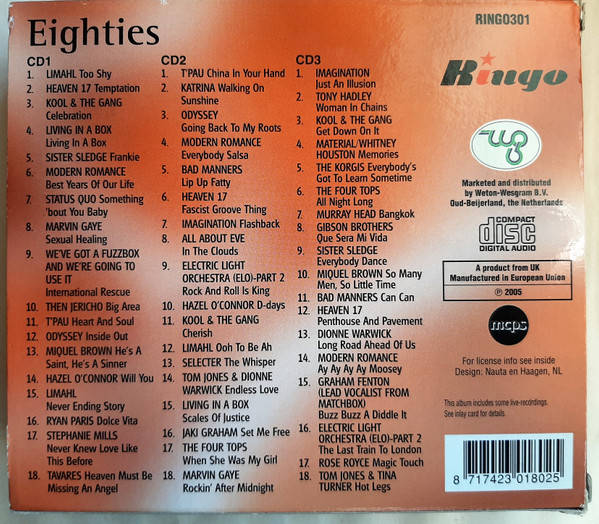 Eighties
CD1
1. LIMAHL Too Shy
2. HEAVEN 17 Temptation
3. KOOL & THE GANG
Celebration
4. LIVING IN A BOX
Living In A Box
5. SISTER SLEDGE Frankie
6. MODERN ROMANCE
Best Years Of Our Life
7. STATUS QUO Something
'bout You Baby
8. MARVIN GAYE
Sexual Healing
9. WE'VE GOT A FUZZBOX
AND WE'RE GOING TO
USE IT
International Rescue
10. THEN JERICHO Big Area
11. T'PAU Heart And Soul
12. ODYSSEY Inside Out
13. MIQUEL BROWN He's A
Saint, He's A Sinner
14. HAZEL O'CONNOR Will You
15. LIMAHL
Never Ending Story
16. RYAN PARIS Dolce Vita
17. STEPHANIE MILLS
Never Knew Love Like
This Before
18. TAVARES Heaven Must Be
Missing An Angel
CD2
1. T'PAU China In Your Hand
2. KATRINA Walking On
Sunshine
3. ODYSSEY
Going Back To My Roots
4. MODERN ROMANCE
Everybody Salsa
5. BAD MANNERS
Lip Up Fatty
6. HEAVEN 17
Fascist Groove Thing
7. IMAGINATION Flashback
8. ALL ABOUT EVE
In The Clouds
9. ELECTRIC LIGHT
ORCHESTRA (ELO)-PART 2
Rock And Roll Is King
10. HAZEL O'CONNOR D-days
11. KOOL & THE GANG
Cherish
12. LIMAHL Ooh To Be Ah
13. SELECTER The Whisper
14. TOM JONES & DIONNE
WARWICK Endless Love
15. LIVING IN A BOX
Scales Of Justice
16. JAKI GRAHAM Set Me Free
17. THE FOUR TOPS
When She Was My Girl
18. MARVIN GAYE
Rockin' After Midnight
CD3
1. IMAGINATION
Just An Illusion
2. TONY HADLEY
Woman In Chains
3. KOOL & THE GANG
Get Down On It
4. MATERIAL/WHITNEY
HOUSTON Memories
5. THE KORGIS Everybody's
Got To Learn Sometime
6. THE FOUR TOPS
All Night Long
7. MURRAY HEAD Bangkok
8. GIBSON BROTHERS
Que Sera Mi Vida
9. SISTER SLEDGE
Everybody Dance
10. MIQUEL BROWN So Many
Men, So Little Time
11. BAD MANNERS Can Can
12. HEAVEN 17
Penthouse And Pavement
13. DIONNE WARWICK
Long Road Ahead Of Us
14. MODERN ROMANCE
Ay Ay Ay Ay Moosey
15. GRAHAM FENTON
(LEAD VOCALIST FROM
MATCHBOX)
Buzz Buzz A Diddle It
16. ELECTRIC LIGHT
ORCHESTRA (ELO)-PART 2
The Last Train To London
17. ROSE ROYCE Magic Touch
18. TOM JONES & TINA
TURNER Hot Legs
RINGO301
Ringo
wg
Marketed and distributed
by Weton-Wesgram B.V.
Oud-Beijerland, the Netherlands
COMPACT
disc
DIGITAL AUDIO
A product from UK
Manufactured in European Union
℗ 2005
mcps
For license info see inside
Design: Nauta en Haagen, NL
This album includes some live-recordings.
See inlay card for details.
8 717423 018025